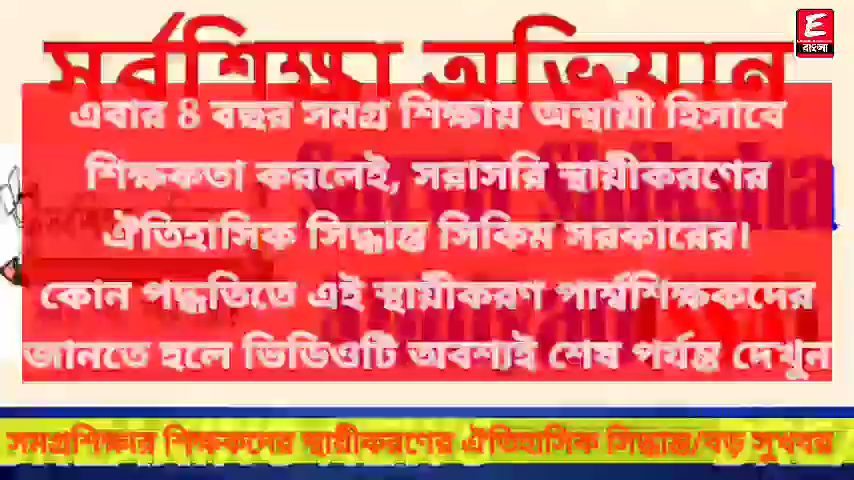 E
বাংলা
সর্বশিক্ষা অভিযান
এবার 8 বছর সমগ্র শিক্ষায় অস্থায়ী হিসাবে
শিক্ষকতা করলেই, সরাসরি স্থায়ীকরণের
ঐতিহাসিক সিদ্ধান্ত সিকিম সরকারের।
কোন পদ্ধতিতে এই স্থায়ীকরণ পার্শ্বশিক্ষকদের
জানতে হলে ভিডিওটি অবশ্যই শেষ পর্যন্ত দেখুন
সমগ্রশিক্ষার শিক্ষকদের স্থায়ীকরণের ঐতিহাসিক সিদ্ধান্ত/বড় সুখবর